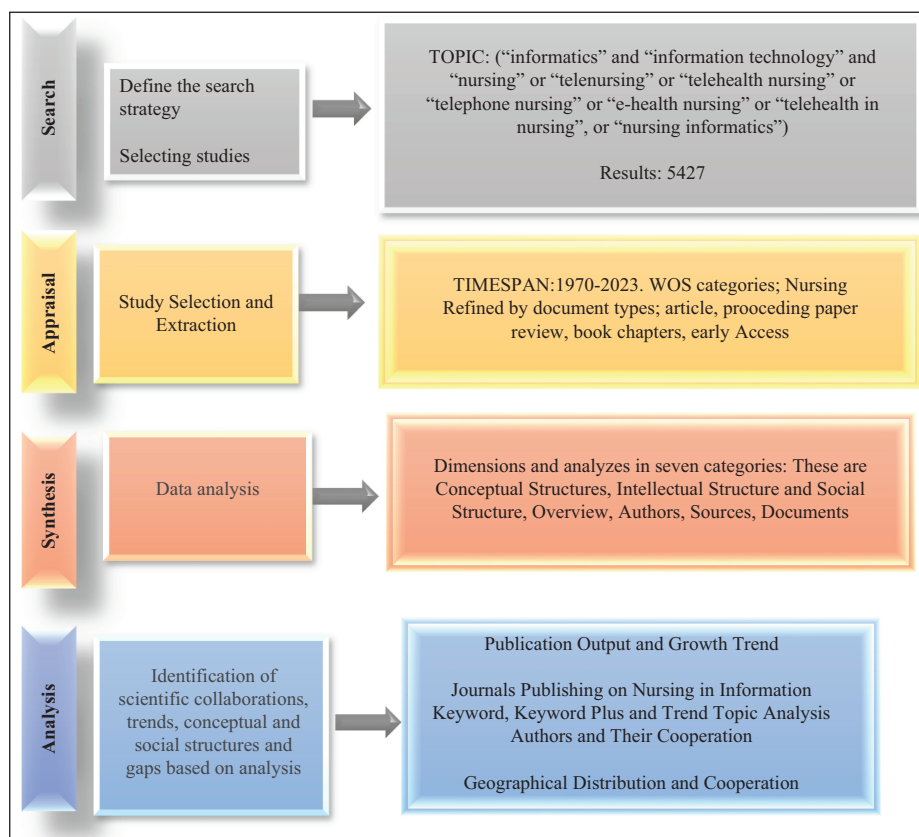 Search
Define the search
strategy
Selecting studies
TOPIC: (“informatics” and “information technology” and
“nursing” or “telenursing” or “telehealth nursing” or
“telephone nursing” or “e-health nursing” or “telehealth in
nursing”, or “nursing informatics”)
Results: 5427
Appraisal
Study Selection and
Extraction
TIMESPAN:1970-2023. WOS categories; Nursing
Refined by document types; article, prooceding paper
review, book chapters, early Access
Synthesis
Data analysis
Dimensions and analyzes in seven categories: These are
Conceptual Structures, Intellectual Structure and Social
Structure, Overview, Authors, Sources, Documents
Analysis
Identification of
scientific collaborations,
trends, conceptual and
social structures and
gaps based on analysis
Publication Output and Growth Trend
Journals Publishing on Nursing in Information
Keyword, Keyword Plus and Trend Topic Analysis
Authors and Their Cooperation
Geographical Distribution and Cooperation